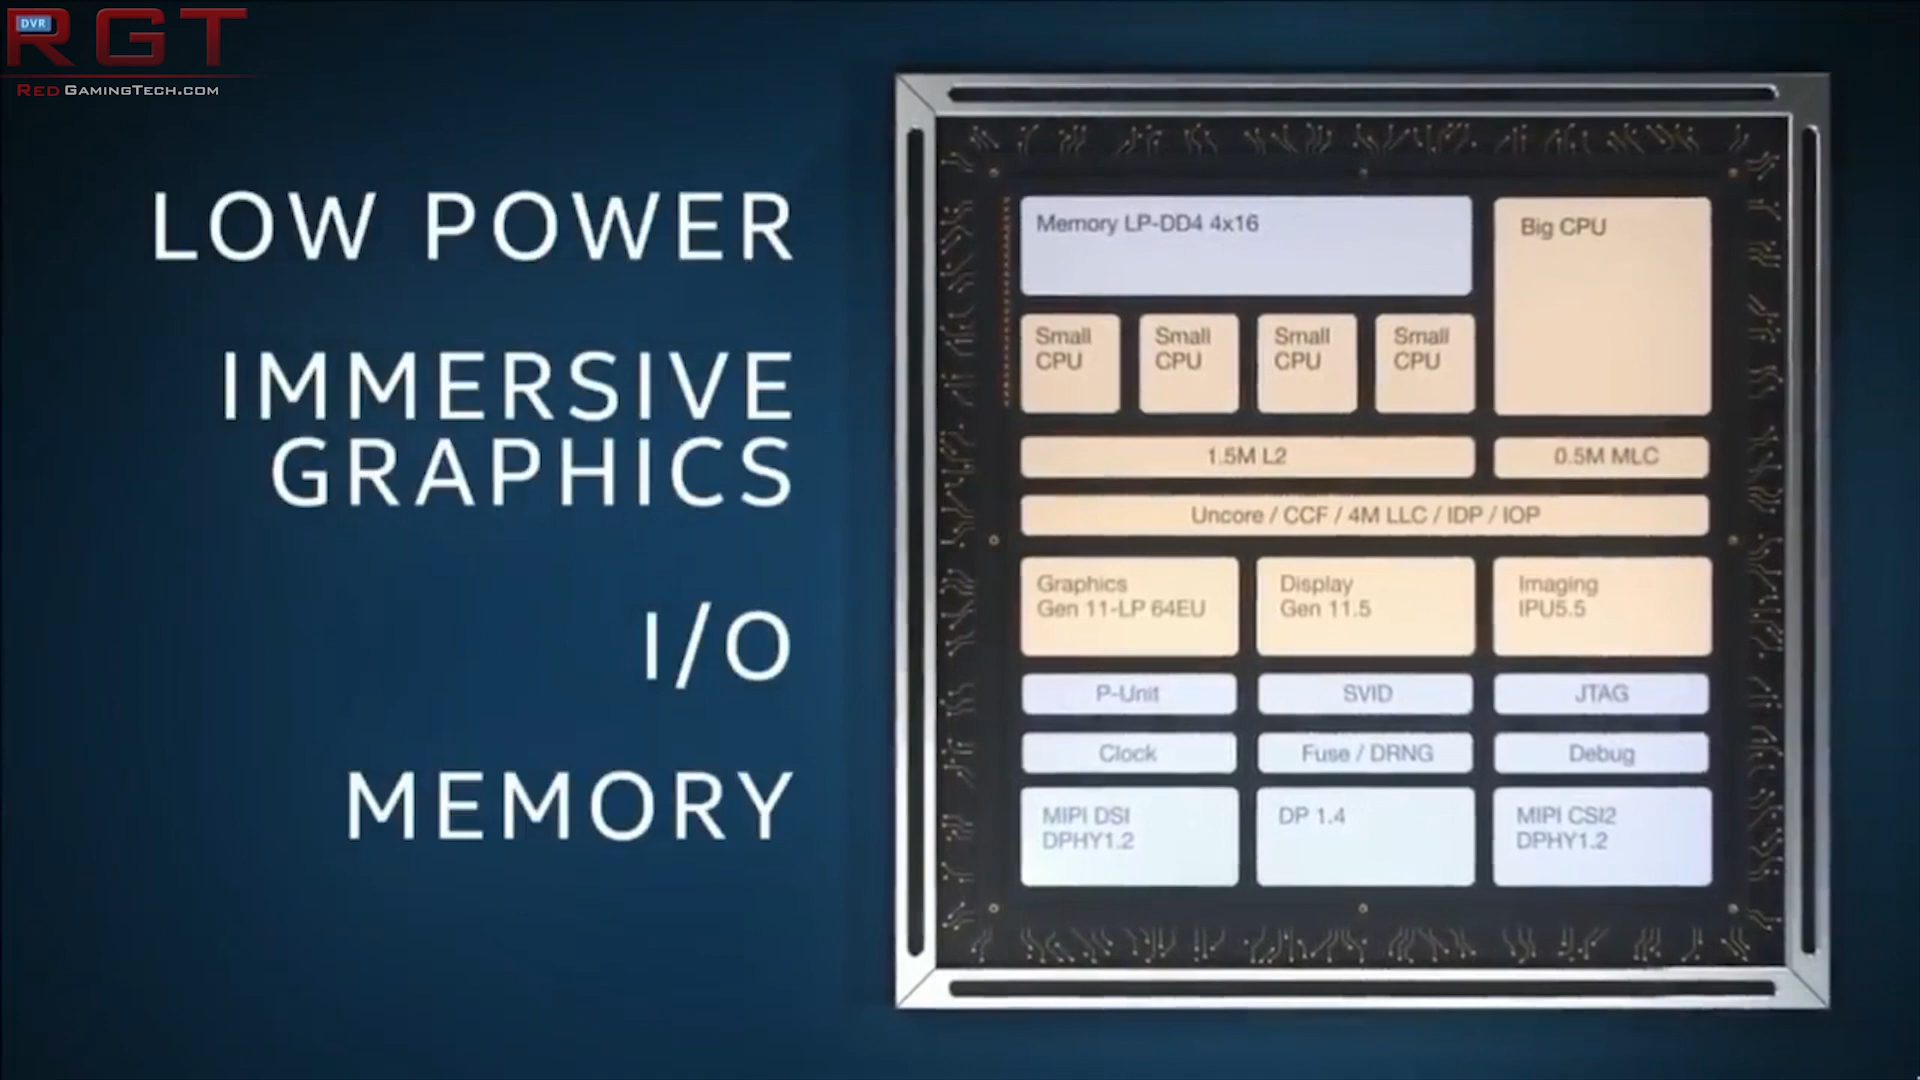 DVR
RGT
REDGAMINGTECH.COM
LOW POWER
IMMERSIVE
GRAPHICS
I/O
MEMORY
Memory LP-DD4 4x16
Big CPU
Small
CPU
Small
CPU
Small
CPU
Small
CPU
1.5M L2
0.5M MLC
Uncore / CCF / 4M LLC / IDP / IOP
Graphics
Gen 11-LP 64EU
Display
Gen 11.5
Imaging
IPU5.5
P-Unit
SVID
JTAG
Clock
Fuse / DRNG
Debug
MIPI DSI
DPHY1.2
DP 1.4
MIPI CSI2
DPHY1.2